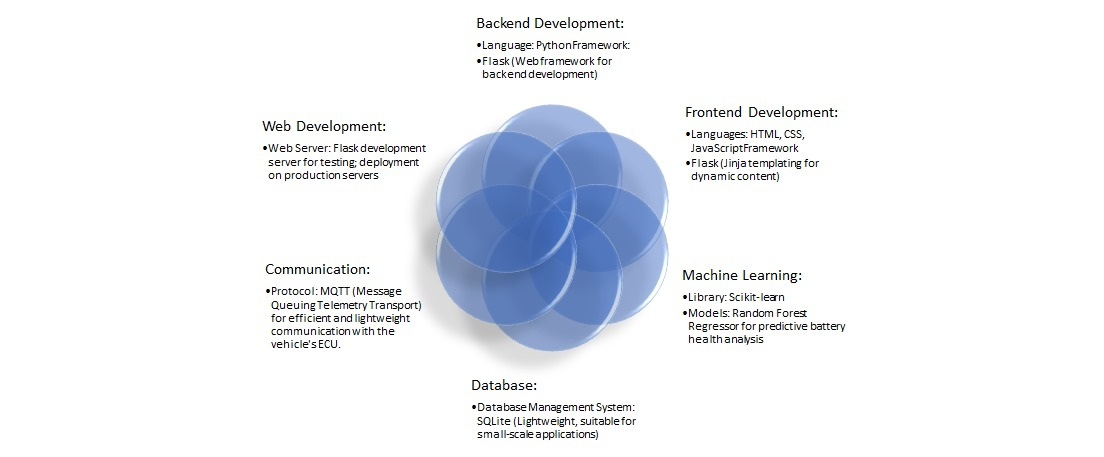 Backend Development:
•Language: PythonFramework:
•Flask (Web framework for
backend development)
Frontend Development:
•Languages: HTML, CSS,
JavaScriptFramework
•Flask (Jinja templating for
dynamic content)
Machine Learning:
•Library: Scikit-learn
•Models: Random Forest
Regressor for predictive battery
health analysis
Database:
•Database Management System:
SQLite (Lightweight, suitable for
small-scale applications)
Communication:
•Protocol: MQTT (Message
Queuing Telemetry Transport)
for efficient and lightweight
communication with the
vehicle's ECU.
Web Development:
•Web Server: Flask development
server for testing; deployment
on production servers